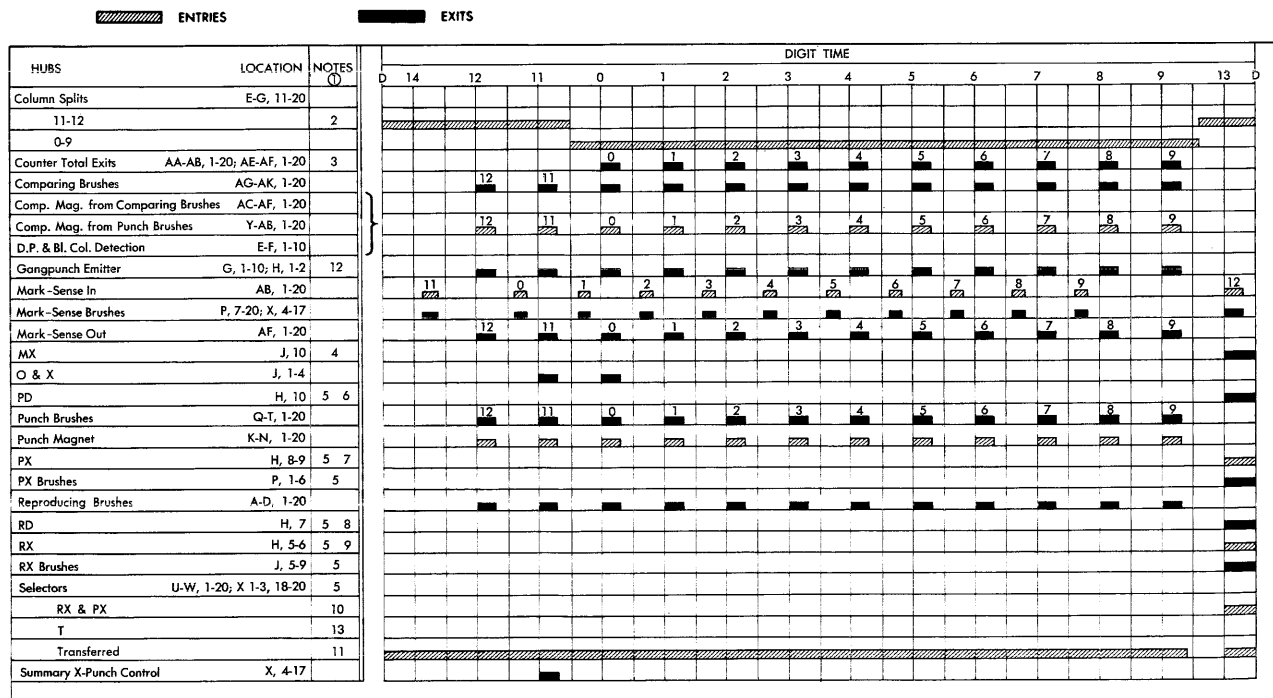 ENTRIES EXITS
DIGIT TIME
HUBS LOCATION NOTES ①
D 14 12 11 0 1 2 3 4 5 6 7 8 9 13 D
Column Splits E-G, 11-20
11-12 2
0-9
Counter Total Exits AA-AB, 1-20; AE-AF, 1-20 3 0 1 2 3 4 5 6 7 8 9
Comparing Brushes AG-AK, 1-20 12 11
Comp. Mag. from Comparing Brushes AC-AF, 1-20
Comp. Mag. from Punch Brushes Y-AB, 1-20 12 11 0 1 2 3 4 5 6 7 8 9
D.P. & Bl. Col. Detection E-F, 1-10
Gangpunch Emitter G, 1-10; H, 1-2 12
Mark-Sense In AB, 1-20 11 0 1 2 3 4 5 6 7 8 9 12
Mark-Sense Brushes P, 7-20; X, 4-17
Mark-Sense Out AF, 1-20 12 11 0 1 2 3 4 5 6 7 8 9
MX J, 10 4
O & X J, 1-4
PD H, 10 5 6
Punch Brushes Q-T, 1-20 12 11 0 1 2 3 4 5 6 7 8 9
Punch Magnet K-N, 1-20
PX H, 8-9 5 7
PX Brushes P, 1-6 5
Reproducing Brushes A-D, 1-20
RD H, 7 5 8
RX H, 5-6 5 9
RX Brushes J, 5-9 5
Selectors U-W, 1-20; X 1-3, 18-20 5
RX & PX 10
T 13
Transferred 11
Summary X-Punch Control X, 4-17